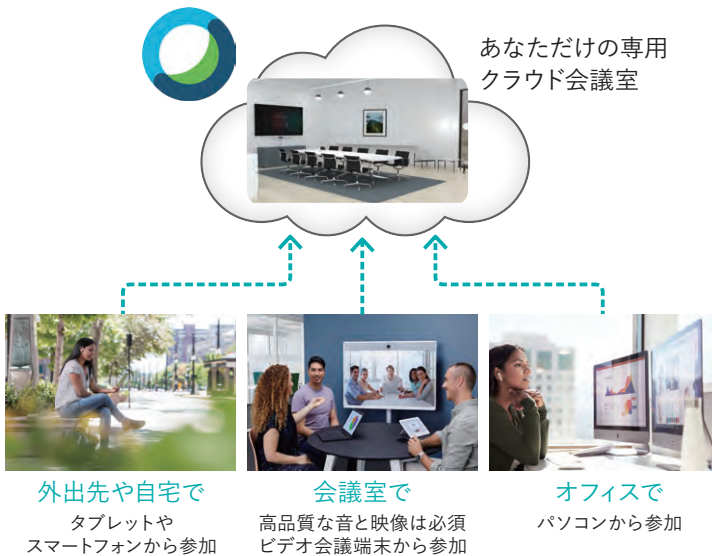 あなただけの専用
クラウド会議室
外出先や自宅で
タブレットや
スマートフォンから参加
会議室で
高品質な音と映像は必須
ビデオ会議端末から参加
オフィスで
パソコンから参加